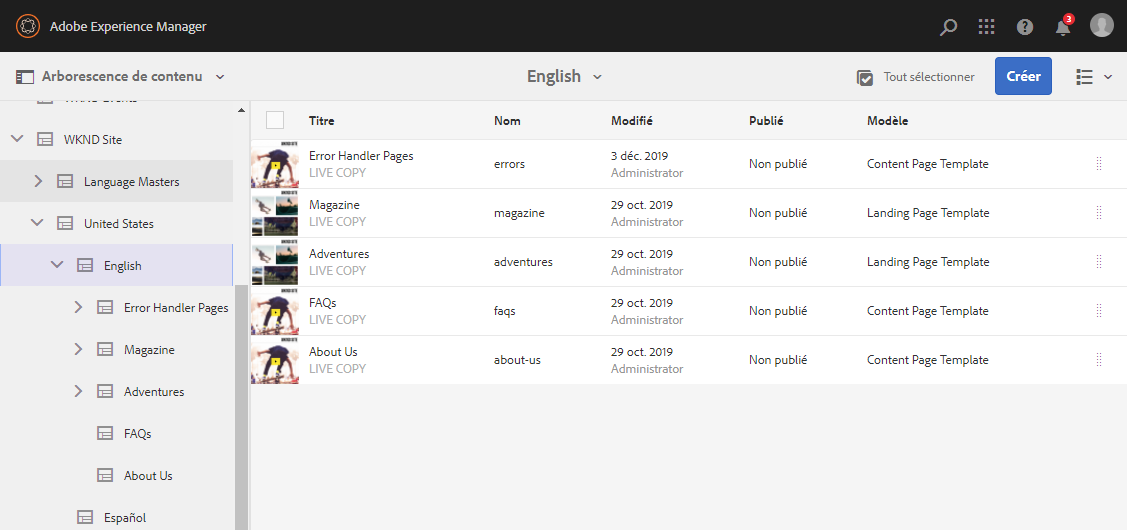 Adobe Experience Manager
3
Arborescence de contenu
English
Tout sélectionner
Créer
WKND Site
Language Masters
United States
English
Error Handler Pages
Magazine
Adventures
FAQs
About Us
Español
Titre Nom Modifié Publié Modèle
Error Handler Pages errors 3 déc. 2019 Non publié Content Page Template
LIVE COPY Administrator
Magazine magazine 29 oct. 2019 Non publié Landing Page Template
LIVE COPY Administrator
Adventures adventures 29 oct. 2019 Non publié Landing Page Template
LIVE COPY Administrator
FAQs faqs 29 oct. 2019 Non publié Content Page Template
LIVE COPY Administrator
About Us about-us 29 oct. 2019 Non publié Content Page Template
LIVE COPY Administrator